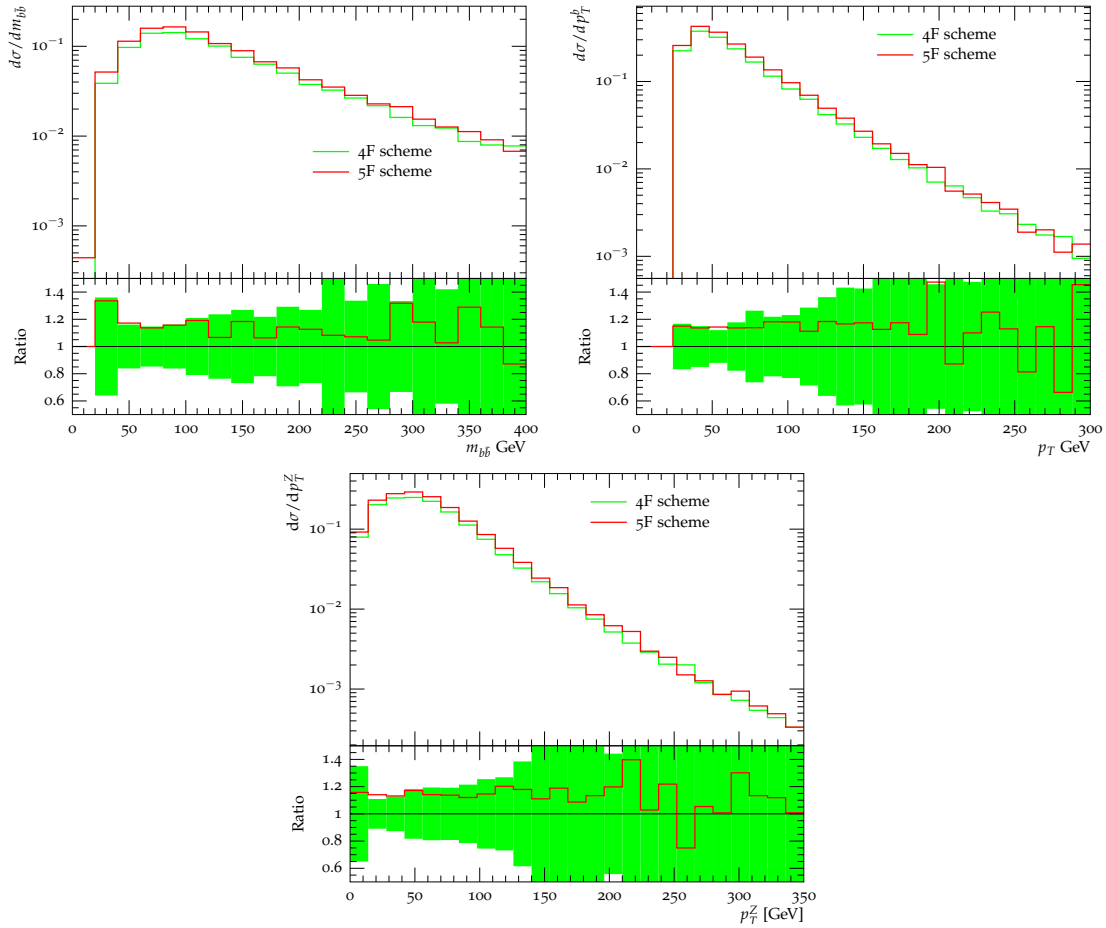 dσ/dm_{bb̄}
10^{−1}
10^{−2}
10^{−3}
4F scheme
5F scheme
Ratio
1.4
1.2
1
0.8
0.6
0 50 100 150 200 250 300 350 400
m_{bb̄} GeV
dσ/dp_T^b
10^{−1}
10^{−2}
10^{−3}
4F scheme
5F scheme
Ratio
1.4
1.2
1
0.8
0.6
0 50 100 150 200 250 300
p_T GeV
dσ/dp_T^Z
10^{−1}
10^{−2}
10^{−3}
4F scheme
5F scheme
Ratio
1.4
1.2
1
0.8
0.6
0 50 100 150 200 250 300 350
p_T^Z [GeV]